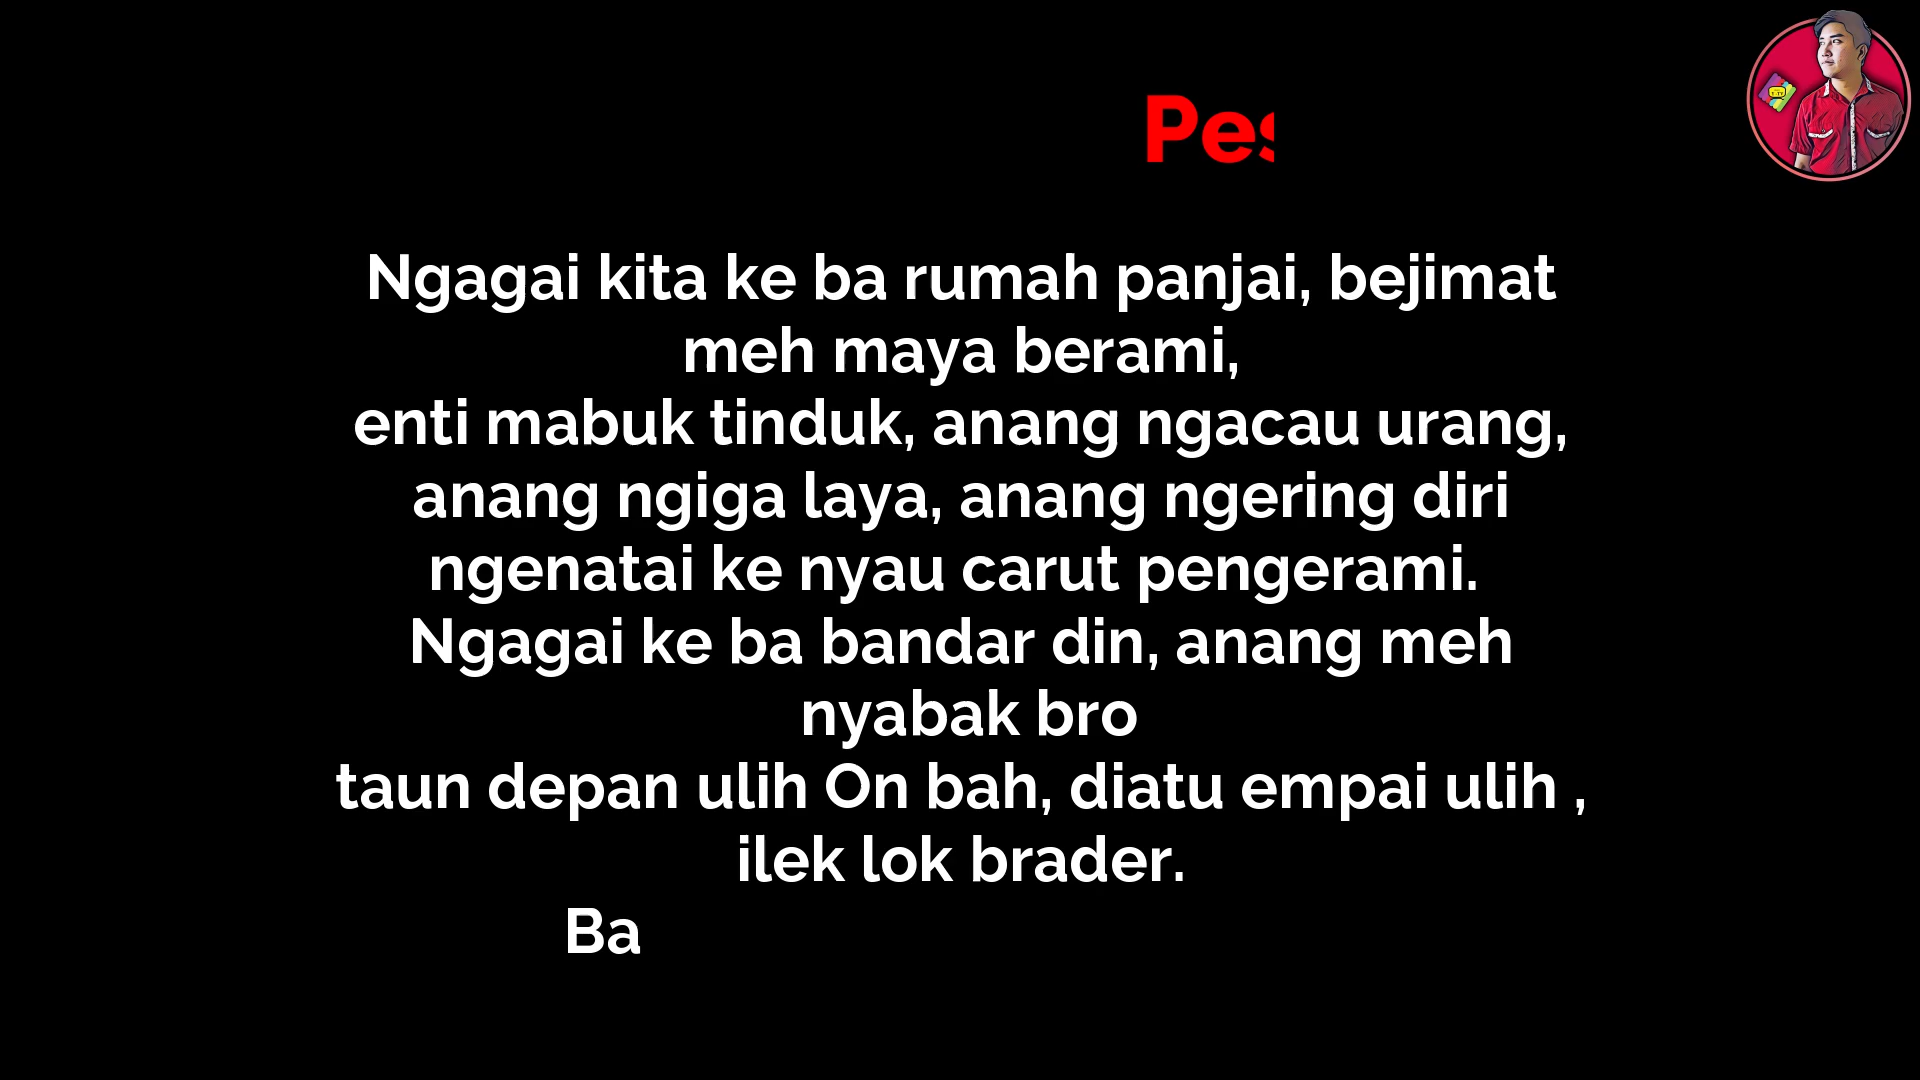 Pes
Ngagai kita ke ba rumah panjai, bejimat
meh maya berami,
enti mabuk tinduk, anang ngacau urang,
anang ngiga laya, anang ngering diri
ngenatai ke nyau carut pengerami.
Ngagai ke ba bandar din, anang meh
nyabak bro
taun depan ulih On bah, diatu empai ulih ,
ilek lok brader.
Ba